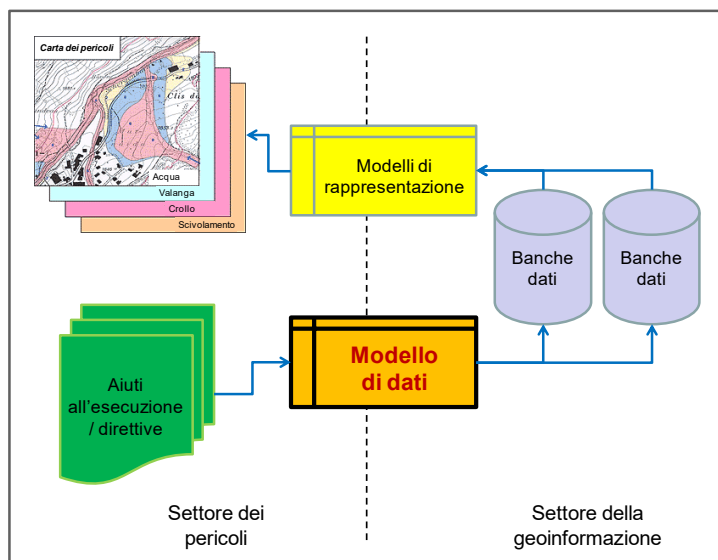 Carta dei pericoli
Acqua
Valanga
Crollo
Scivolamento
Modelli di
rappresentazione
Banche
dati
Banche
dati
Aiuti
all'esecuzione
/ direttive
Modello
di dati
Settore dei
pericoli
Settore della
geoinformazione